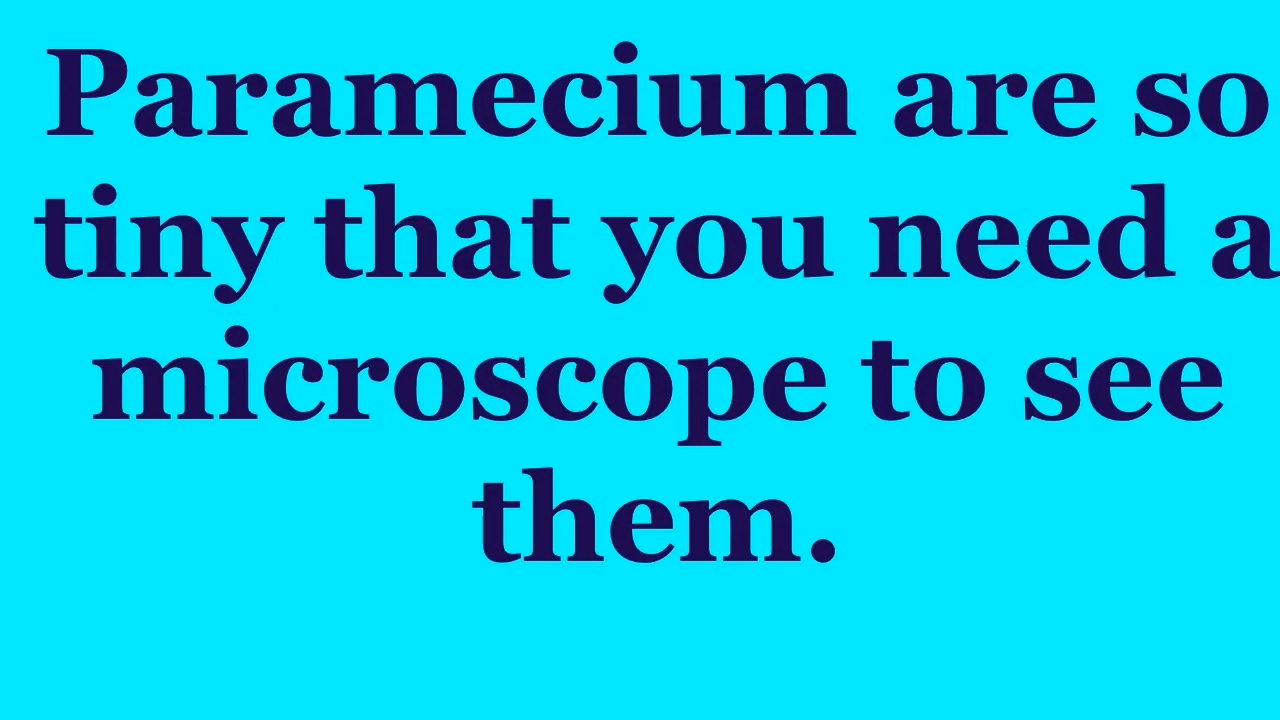 Paramecium are so
tiny that you need a
microscope to see
them.